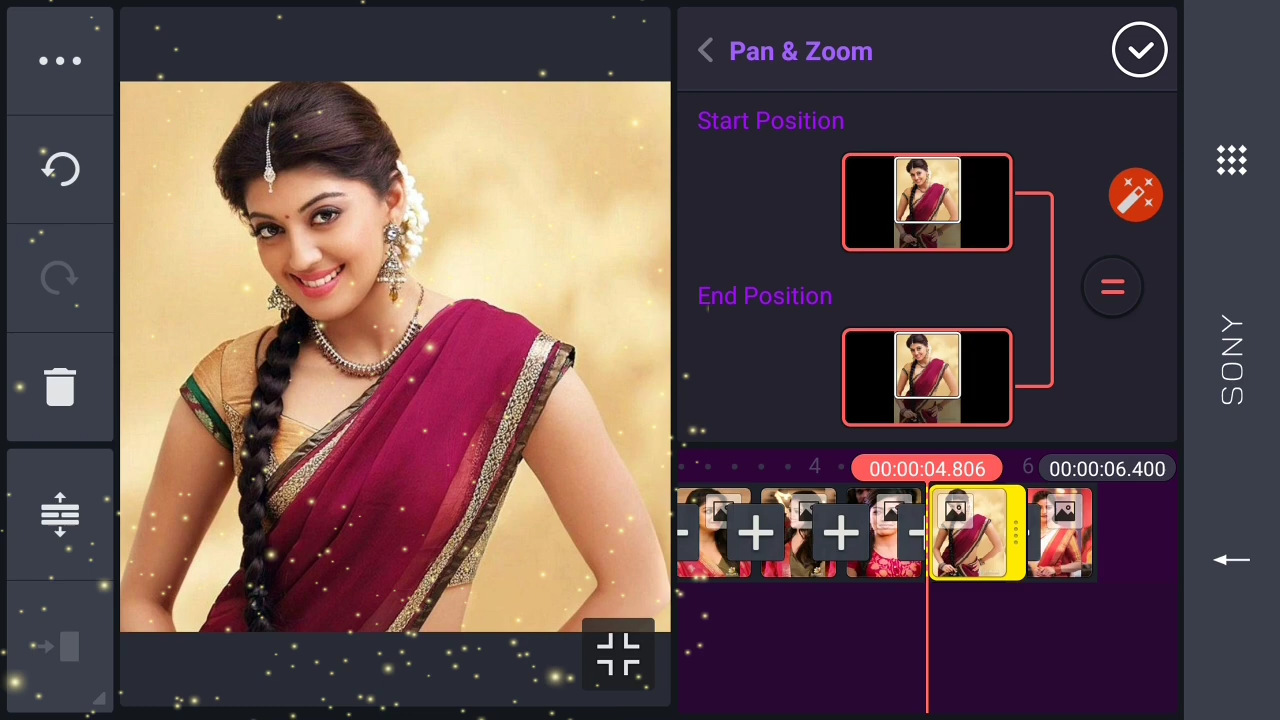 Pan & Zoom
Start Position
End Position
4
00:00:04.806
6
00:00:06.400
SONY